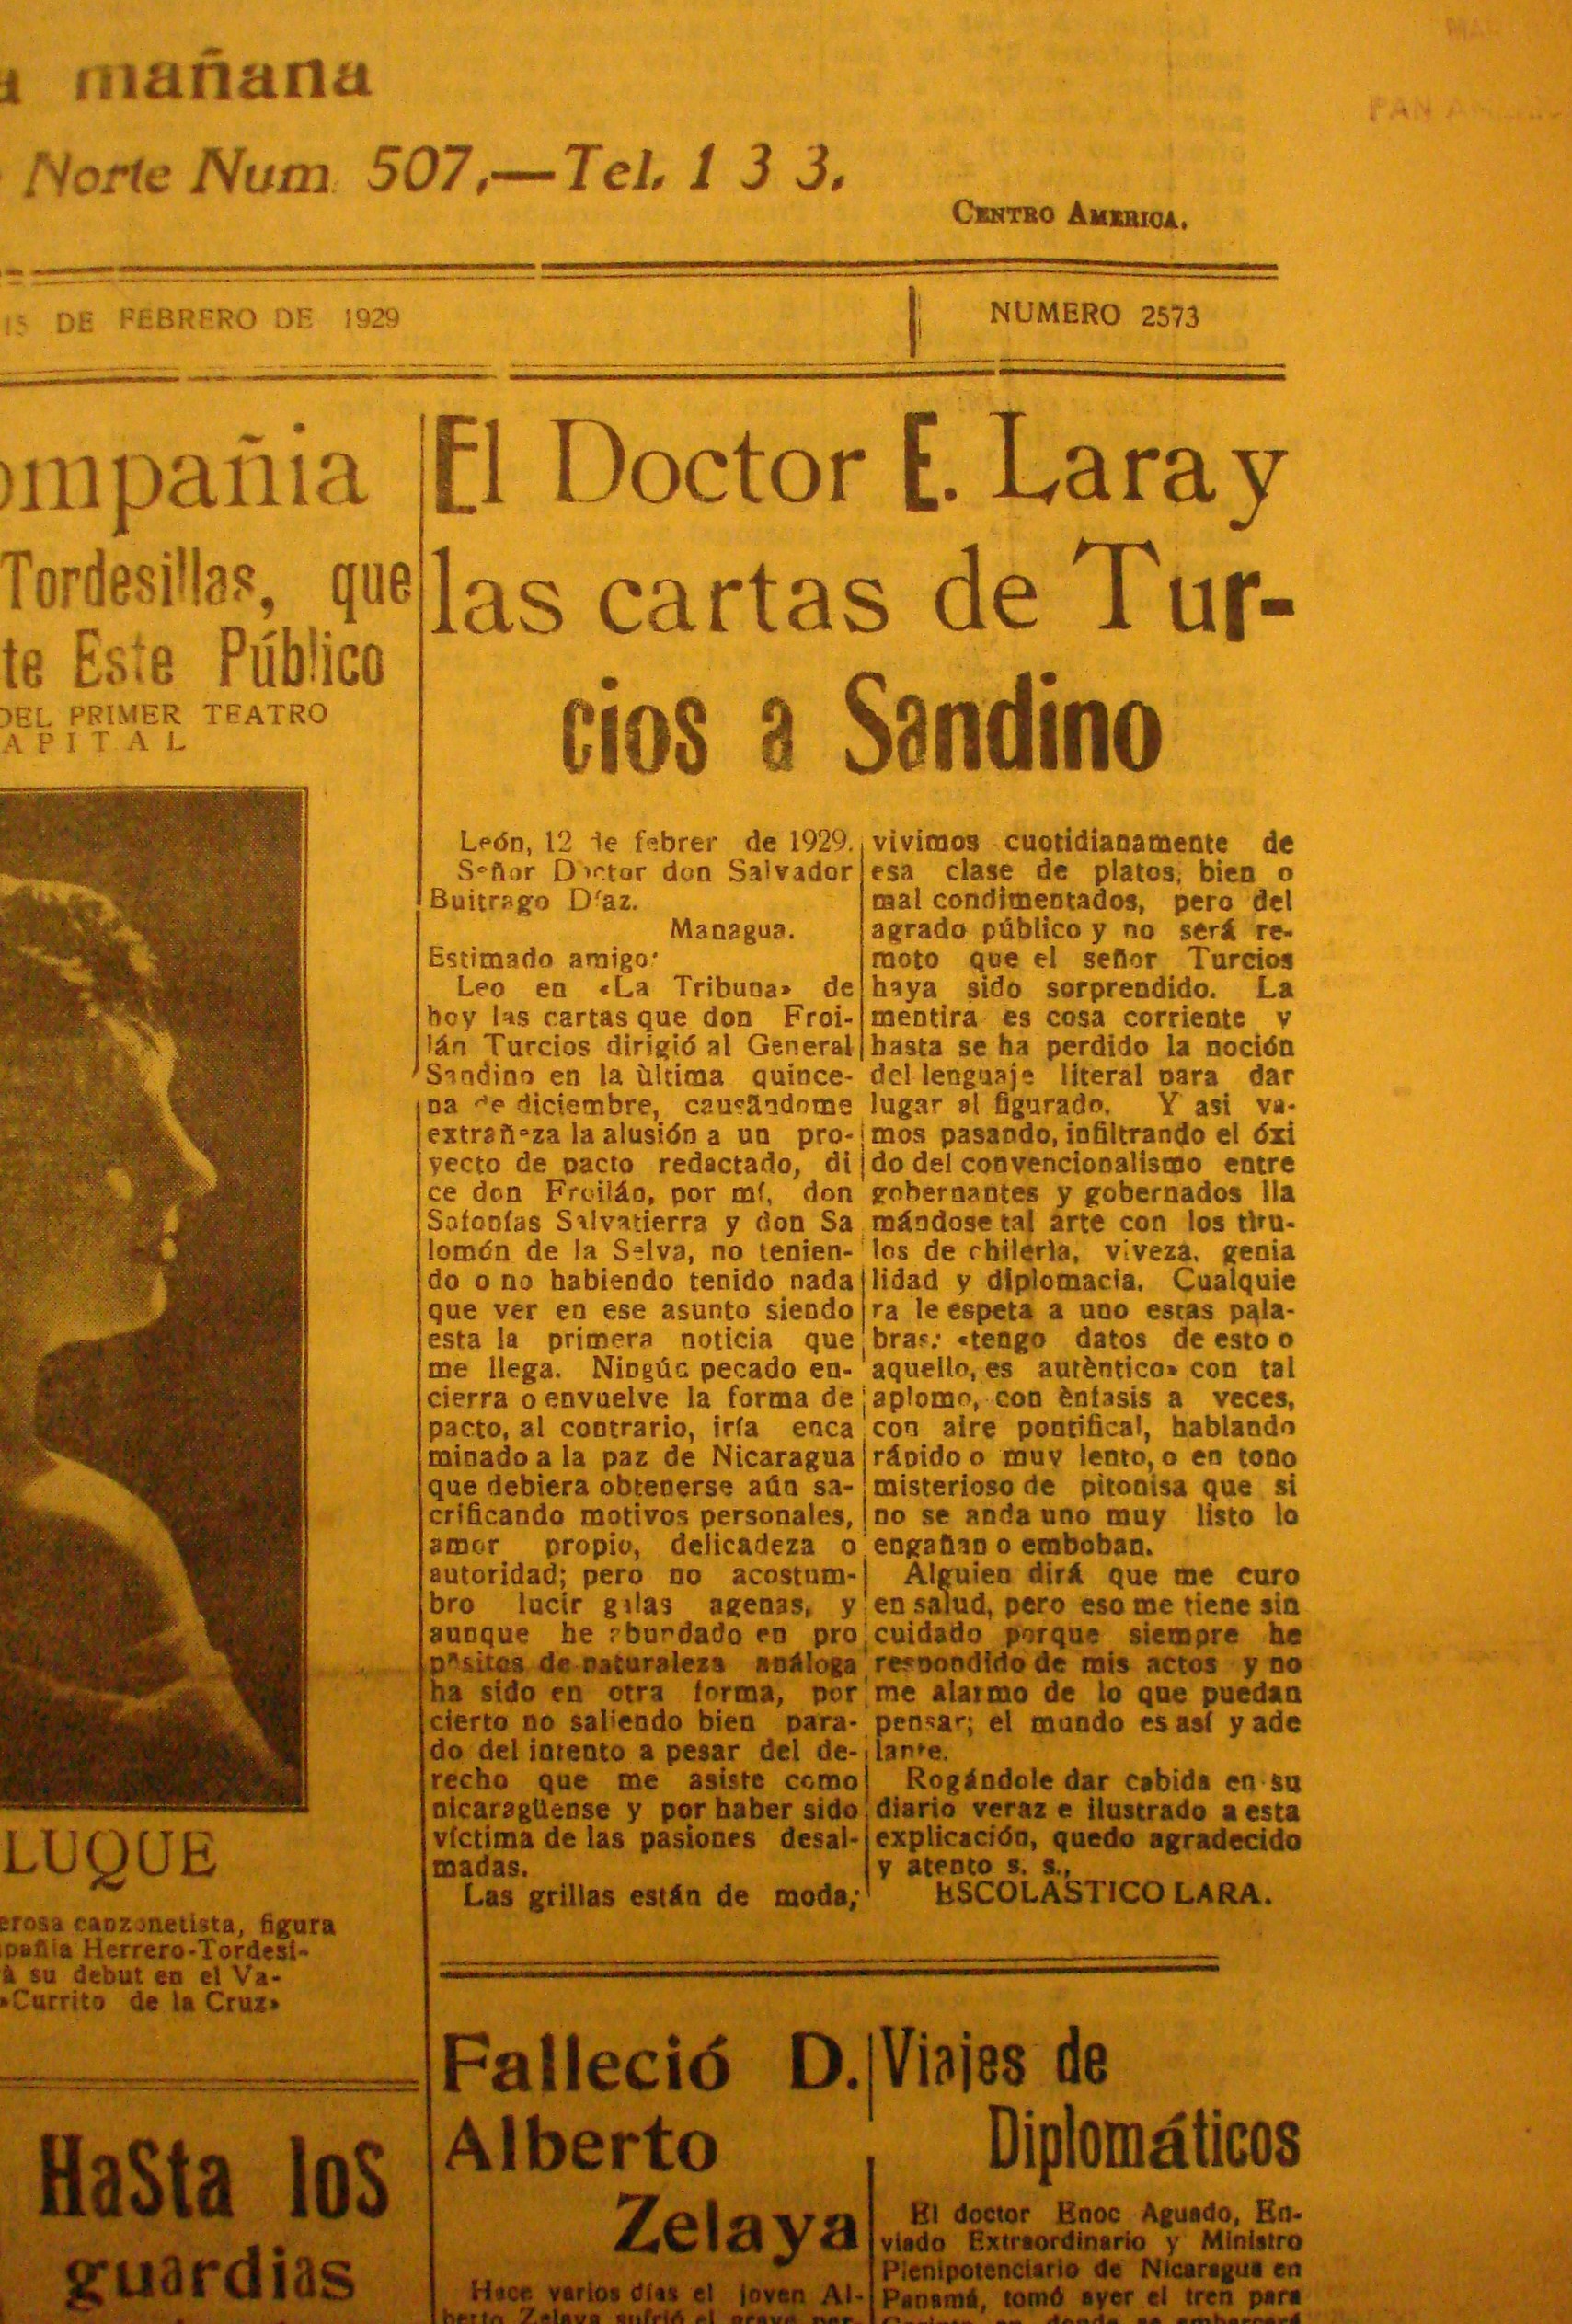 a mañana
Norte Num. 507.—Tel. 1 3 3.
CENTRO AMERICA.
15 DE FEBRERO DE 1929
NUMERO 2573
ompañia
Tordesillas, que
te Este Público
DEL PRIMER TEATRO
APITAL
LUQUE
erosa canzonetista, figura
pañia Herrero-Tordesi-
à su debut en el Va-
»Currito de la Cruz»
HaSta loS
guardias
El Doctor E. Lara y
las cartas de Tur-
cios a Sandino
León, 12 de febrer de 1929.
Señor Doctor don Salvador
Buitrago Díaz.
Managua.
Estimado amigo:
Leo en «La Tribuna» de
hoy las cartas que don Froi-
lán Turcios dirigió al General
Sandino en la ùltima quince-
na de diciembre, causándome
extrañeza la alusión a un pro-
yecto de pacto redactado, di
ce don Froilán, por mí, don
Sofonías Salvatierra y don Sa
lomón de la Selva, no tenien-
do o no habiendo tenido nada
que ver en ese asunto siendo
esta la primera noticia que
me llega. Ningún pecado en-
cierra o envuelve la forma de
pacto, al contrario, iría enca
minado a la paz de Nicaragua
que debiera obtenerse aún sa-
crificando motivos personales,
amor propio, delicadeza o
autoridad; pero no acostum-
bro lucir galas agenas, y
aunque he abundado en pro
pósitos de naturaleza análoga
ha sido en otra forma, por
cierto no saliendo bien para-
do del intento a pesar del de-
recho que me asiste como
nicaragüense y por haber sido
víctima de las pasiones desal-
madas.
Las grillas están de moda;
vivimos cuotidianamente de
esa clase de platos, bien o
mal condimentados, pero del
agrado público y no será re-
moto que el señor Turcios
haya sido sorprendido. La
mentira es cosa corriente y
hasta se ha perdido la noción
del lenguaje literal para dar
lugar al figurado. Y asi va-
mos pasando, infiltrando el óxi
do del convencionalismo entre
gobernantes y gobernados lla
mándose tal arte con los titu-
los de chilerìa, viveza, genia
lidad y diplomacia. Cualquie
ra le espeta a uno estas pala-
bras: «tengo datos de esto o
aquello, es autèntico» con tal
aplomo, con ènfasis a veces,
con aire pontifical, hablando
rápido o muy lento, o en tono
misterioso de pitonisa que si
no se anda uno muy listo lo
engañan o emboban.
Alguien dirá que me curo
en salud, pero eso me tiene sin
cuidado porque siempre he
respondido de mis actos y no
me alarmo de lo que puedan
pensar; el mundo es así y ade
lante.
Rogándole dar cabida en su
diario veraz e ilustrado a esta
explicación, quedo agradecido
y atento s. s.,
ESCOLASTICO LARA.
Falleció D.
Alberto
Zelaya
Hace varios días el joven Al-
berto Zelaya sufrió el grave
Viajes de
Diplomáticos
El doctor Enoc Aguado, En-
viado Extraordinario y Ministro
Plenipotenciario de Nicaragua en
Panamá, tomó ayer el tren para